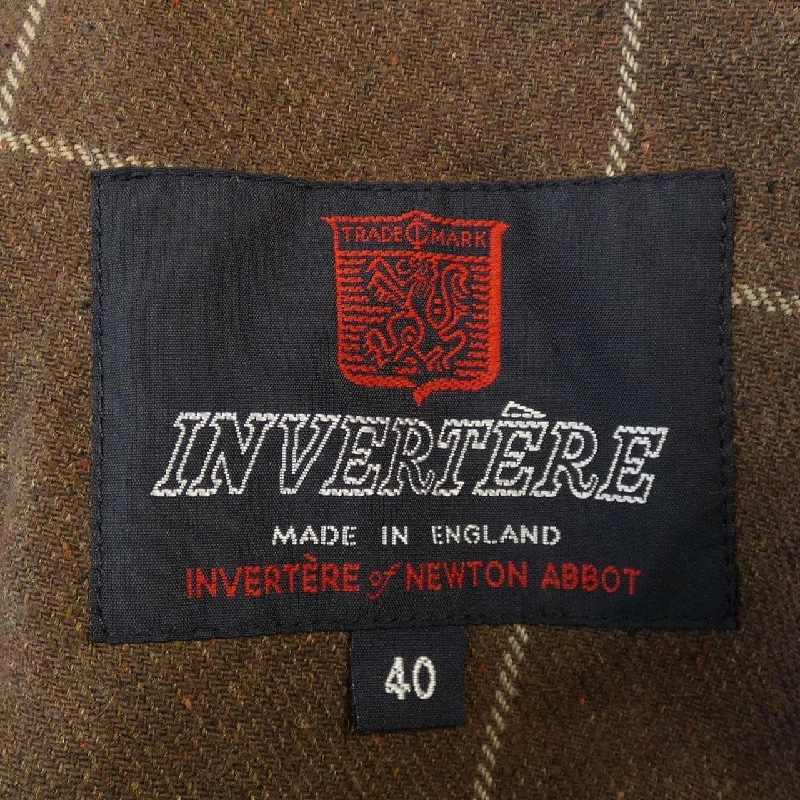 TRADE MARK
INVERTÈRE
MADE IN ENGLAND
INVERTÈRE of NEWTON ABBOT
40